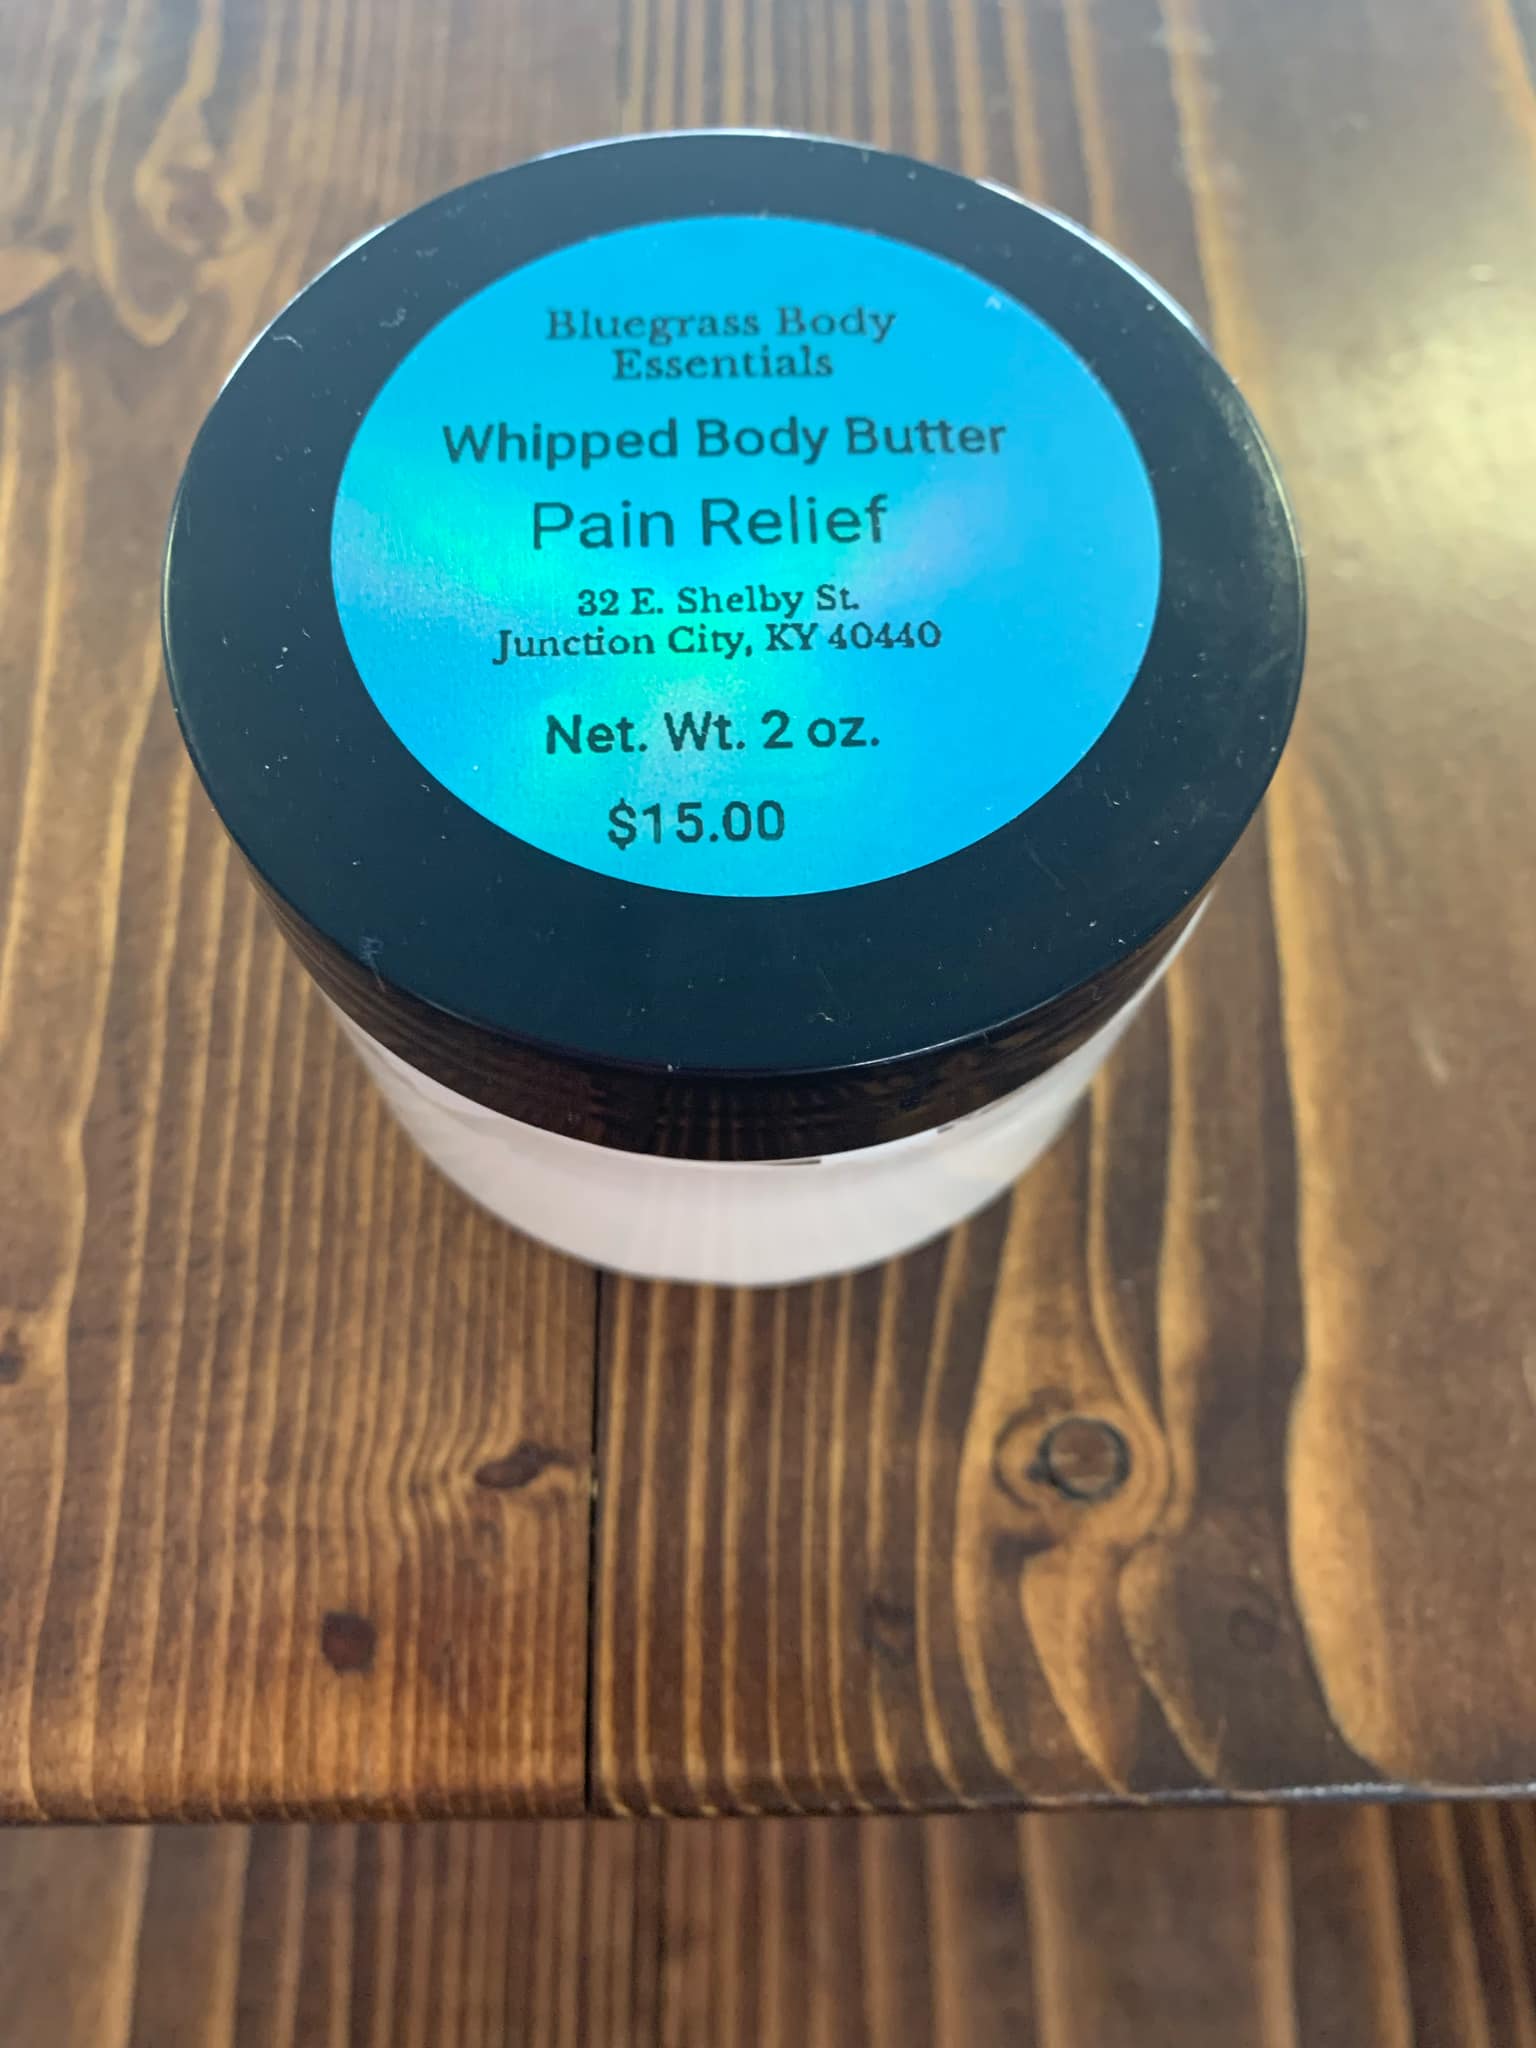 Bluegrass Body
Essentials
Whipped Body Butter
Pain Relief
32 E. Shelby St.
Junction City, KY 40440
Net. Wt. 2 oz.
$15.00